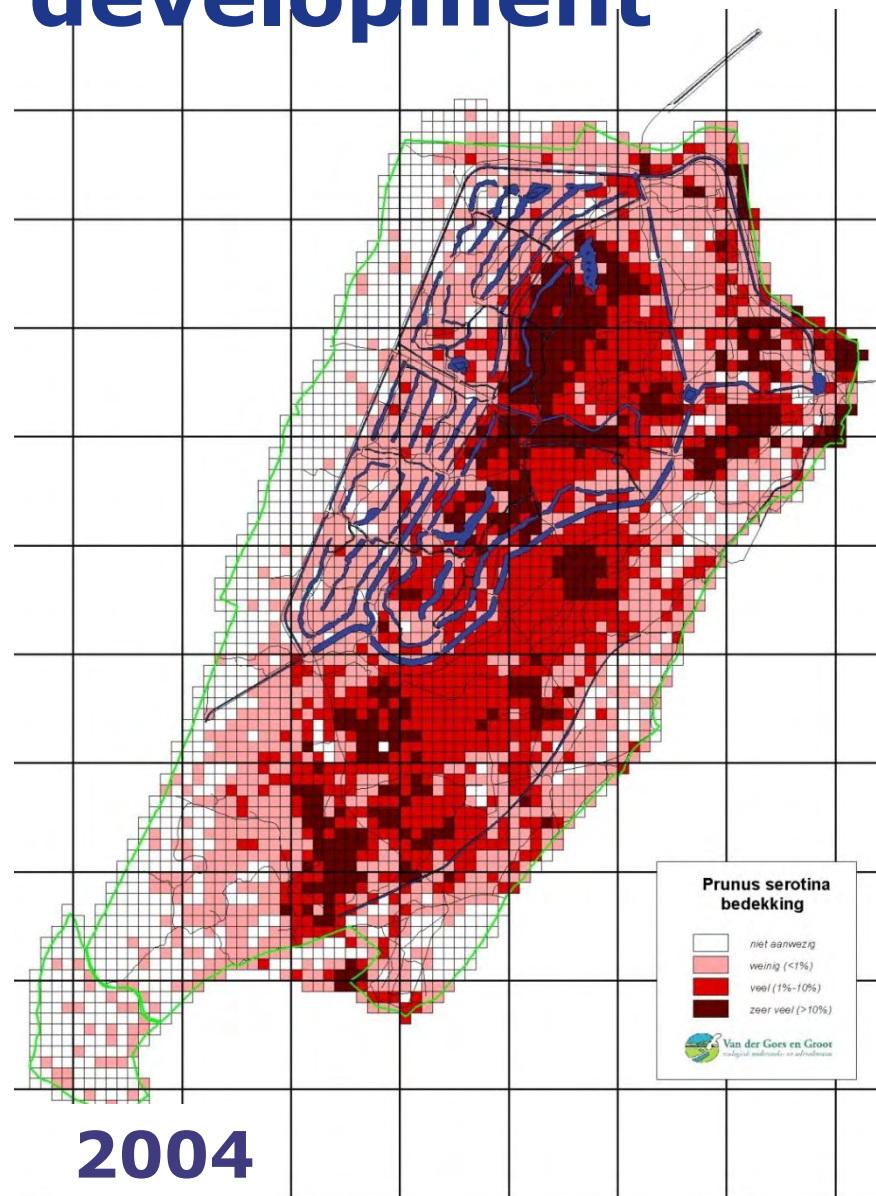 development
Prunus serotina
bedekking
niet aanwezig
weinig (<1%)
veel (1%-10%)
zeer veel (>10%)
Van der Goes en Groot
2004